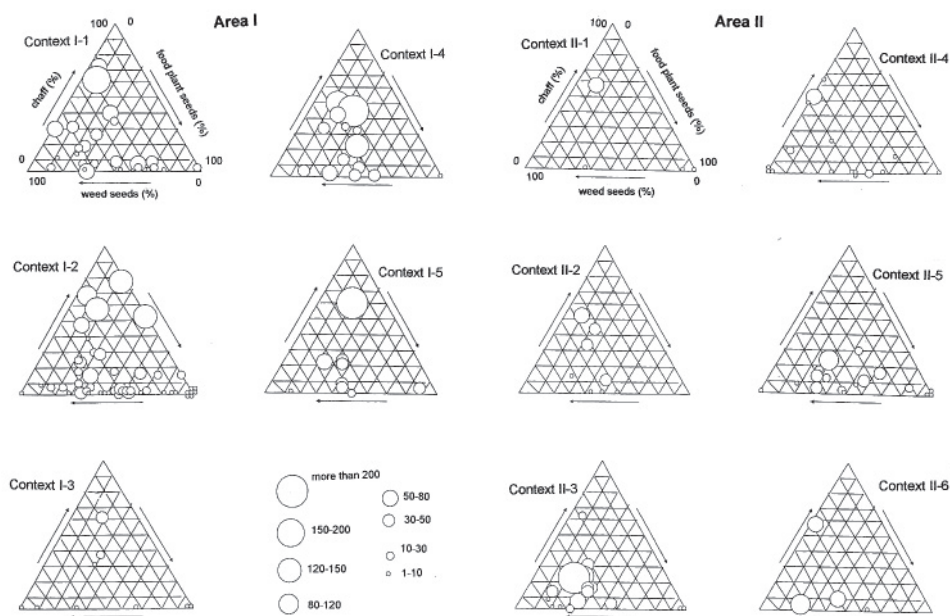 Area I
Context I-1
100
0
chaff (%)
food plant seeds (%)
0
100
100
0
weed seeds (%)
Context I-4
Area II
Context II-1
100
0
chaff (%)
food plant seeds (%)
0
100
100
0
weed seeds (%)
Context II-4
Context I-2
Context I-5
Context II-2
Context II-5
Context I-3
more than 200
150-200
120-150
80-120
50-80
30-50
10-30
1-10
Context II-3
Context II-6